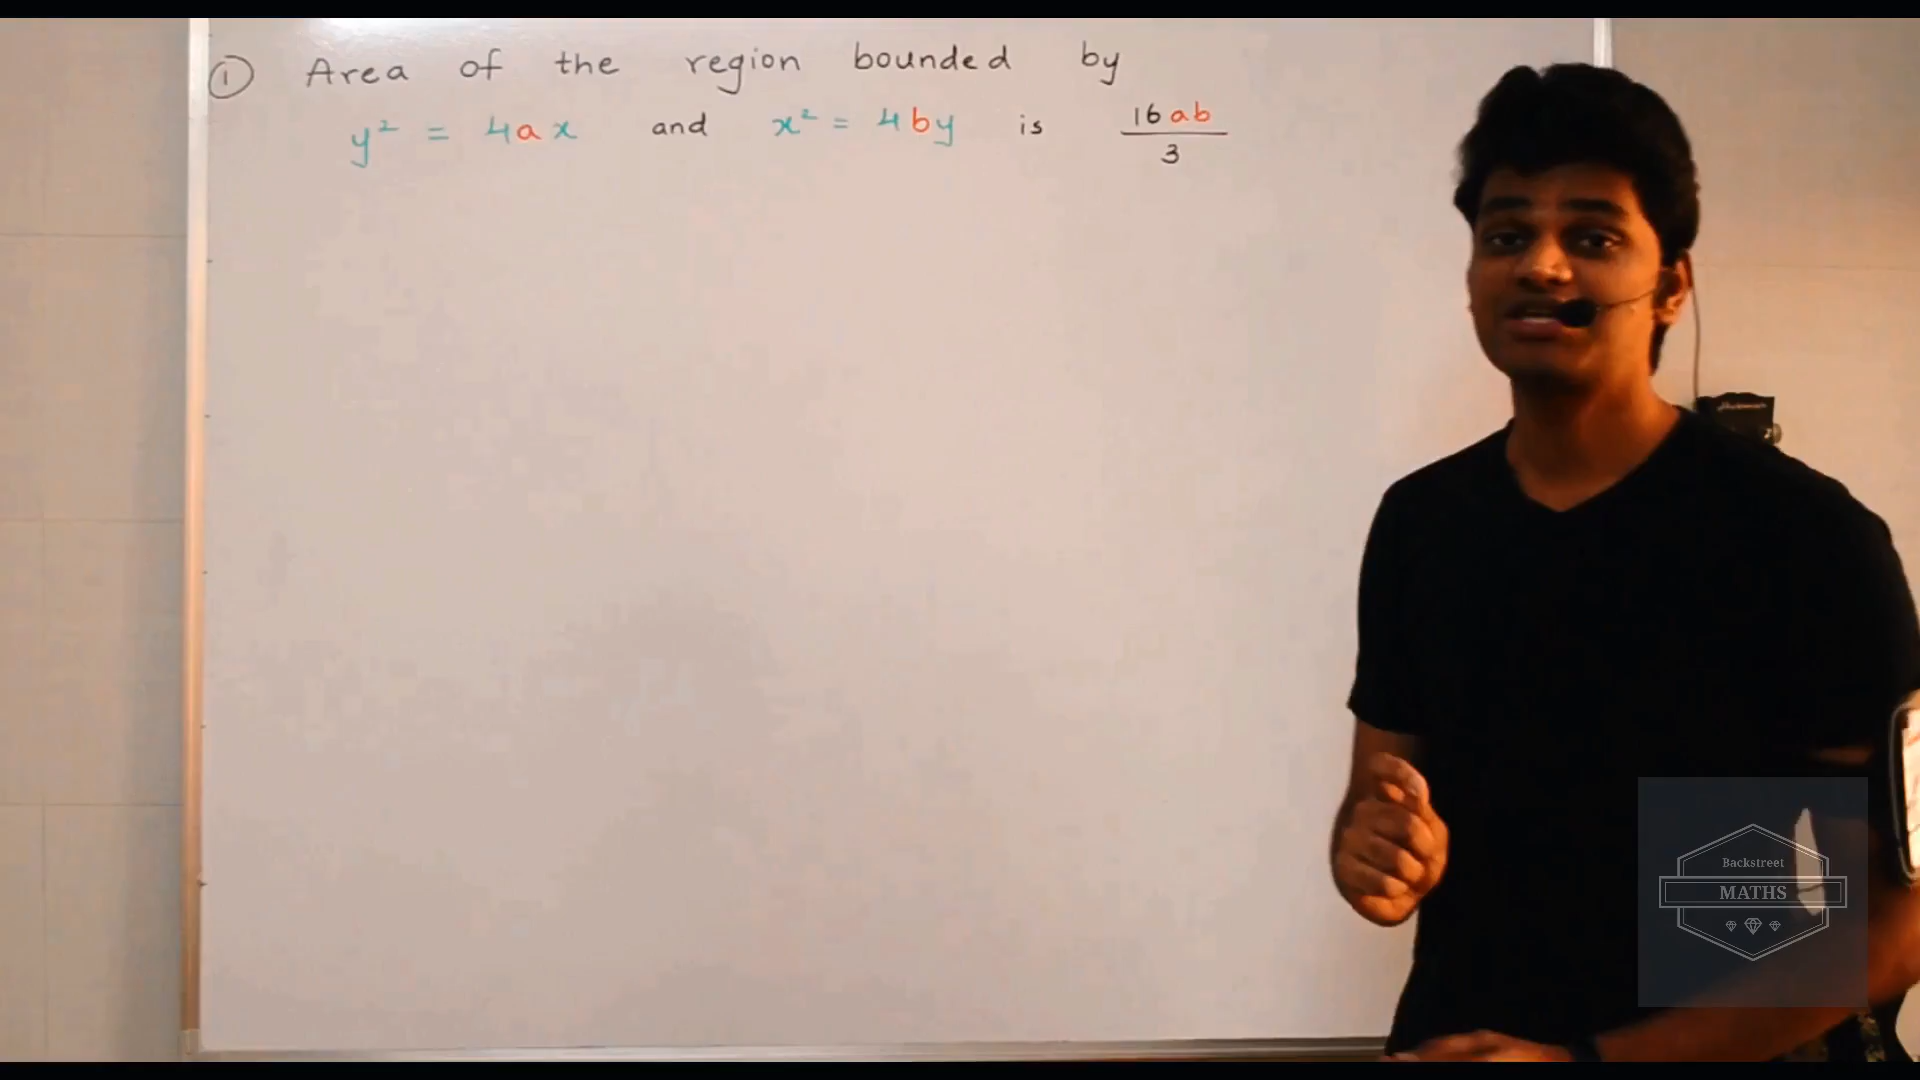 ① Area of the region bounded by
y² = 4ax and x² = 4by is 16ab/3
Backstreet
MATHS